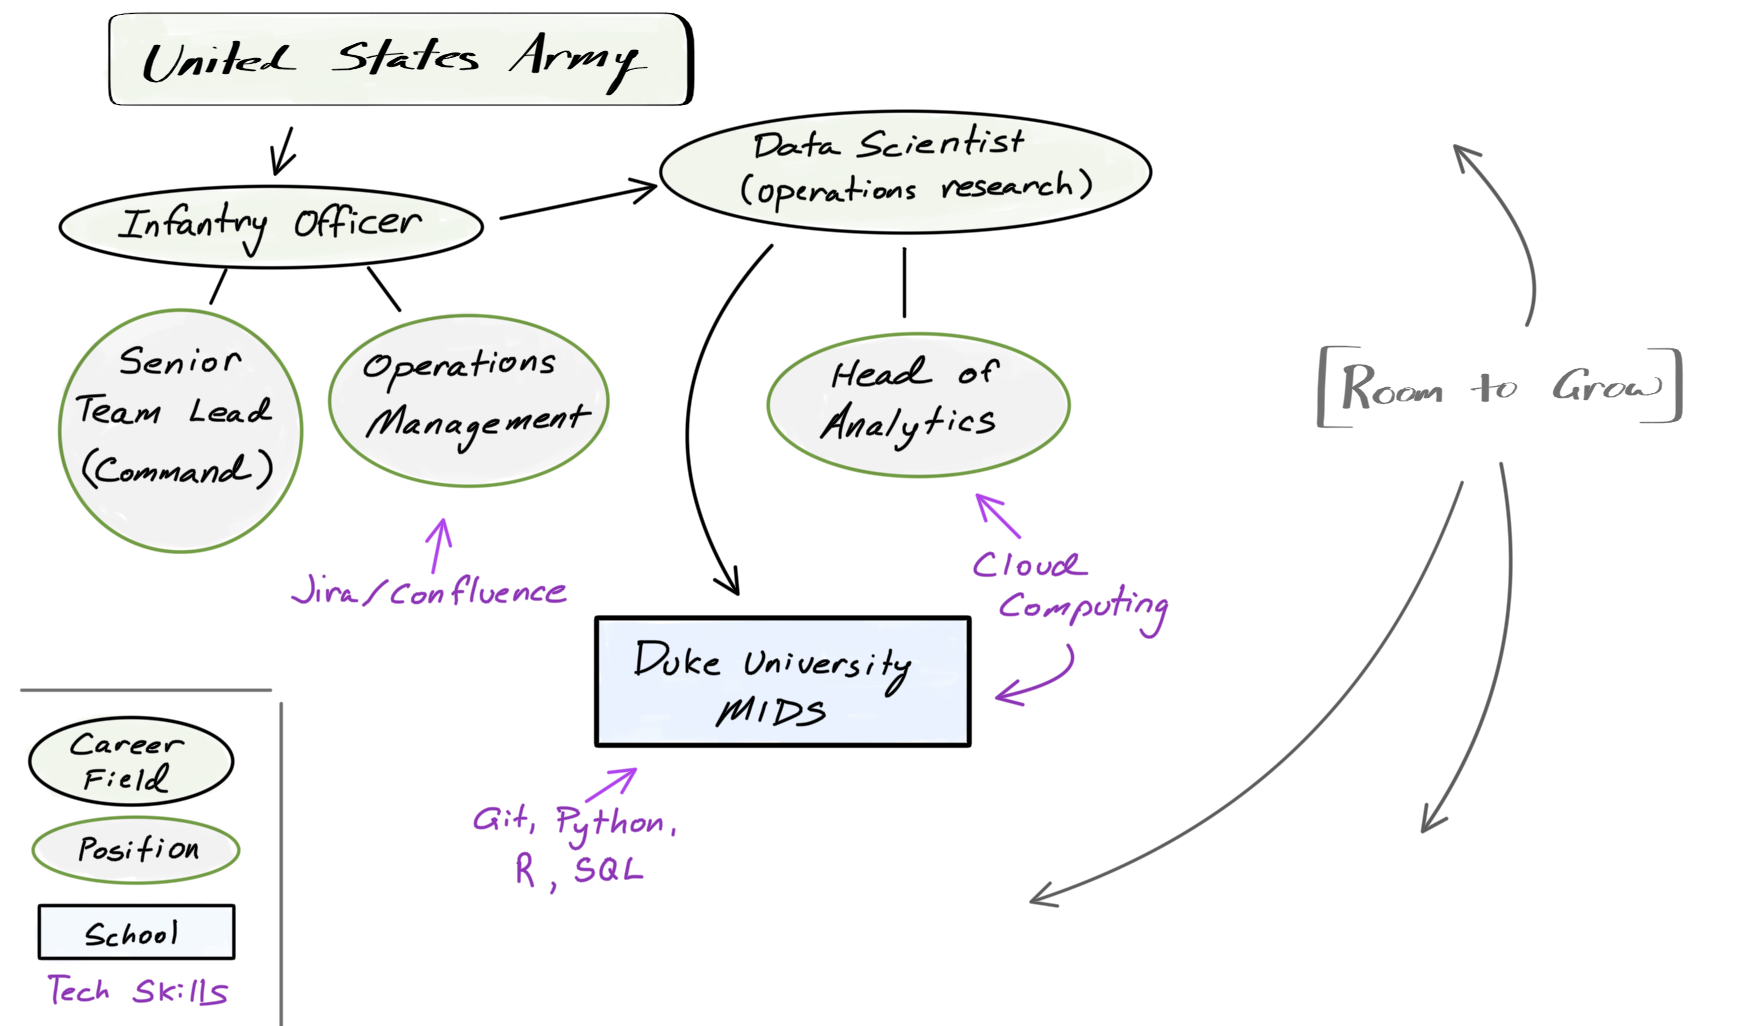 United States Army
Infantry Officer
Data Scientist
(operations research)
Senior
Team Lead
(Command)
Operations
Management
Head of
Analytics
[Room to Grow]
Jira/Confluence
Cloud
Computing
Duke University
MIDS
Git, Python,
R, SQL
Career
Field
Position
School
Tech Skills